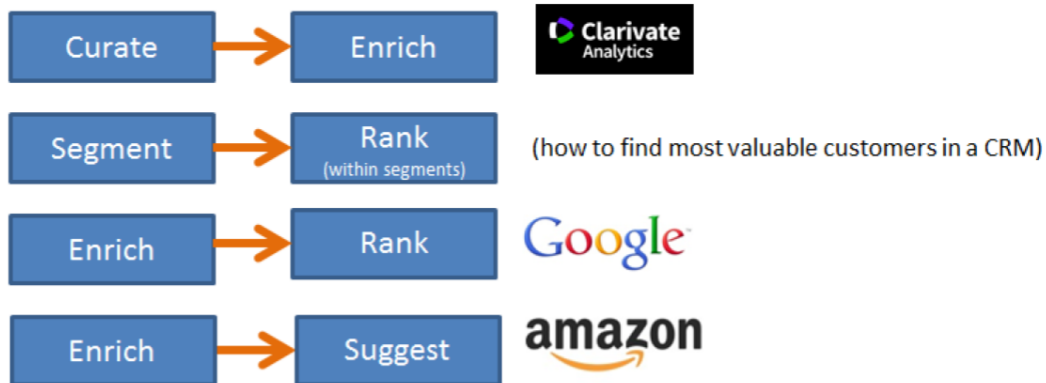 Curate
Enrich
Clarivate
Analytics
Segment
Rank
(within segments)
(how to find most valuable customers in a CRM)
Enrich
Rank
Google™
Enrich
Suggest
amazon